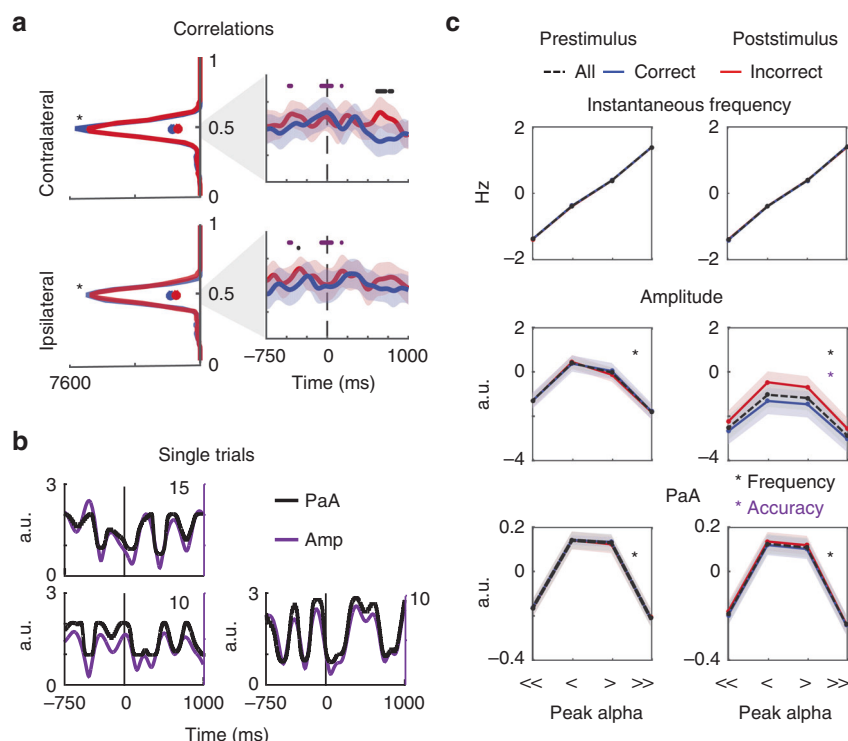 a
Correlations
Contralateral
1
0.5
0
*
Ipsilateral
1
0.5
0
*
7600
−750 0 1000
Time (ms)
b
Single trials
3
a.u.
0
15
PaA
Amp
3
a.u.
0
10
−750 0 1000
Time (ms)
3
a.u.
0
10
−750 0 1000
c
Prestimulus Poststimulus
All Correct Incorrect
Instantaneous frequency
2
Hz
0
−2
2
0
−2
Amplitude
2
a.u.
0
−4
*
2
0
−4
*
*
* Frequency
* Accuracy
PaA
0.2
0
a.u.
−0.4
*
0.2
0
−0.4
*
<< < > >>
<< < > >>
Peak alpha Peak alpha